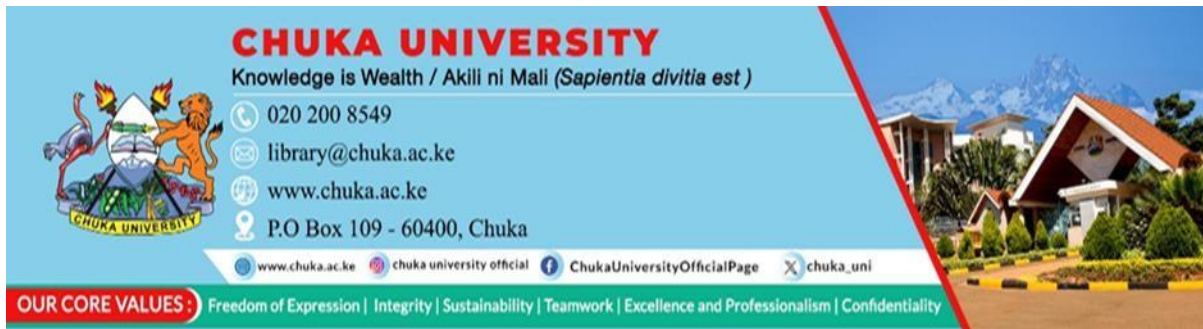 CHUKA UNIVERSITY
Knowledge is Wealth / Akili ni Mali (Sapientia divitia est )
020 200 8549
library@chuka.ac.ke
www.chuka.ac.ke
P.O Box 109 - 60400, Chuka
CHUKA UNIVERSITY
www.chuka.ac.ke chuka university official ChukaUniversityOfficialPage chuka_uni
OUR CORE VALUES : Freedom of Expression | Integrity | Sustainability | Teamwork | Excellence and Professionalism | Confidentiality